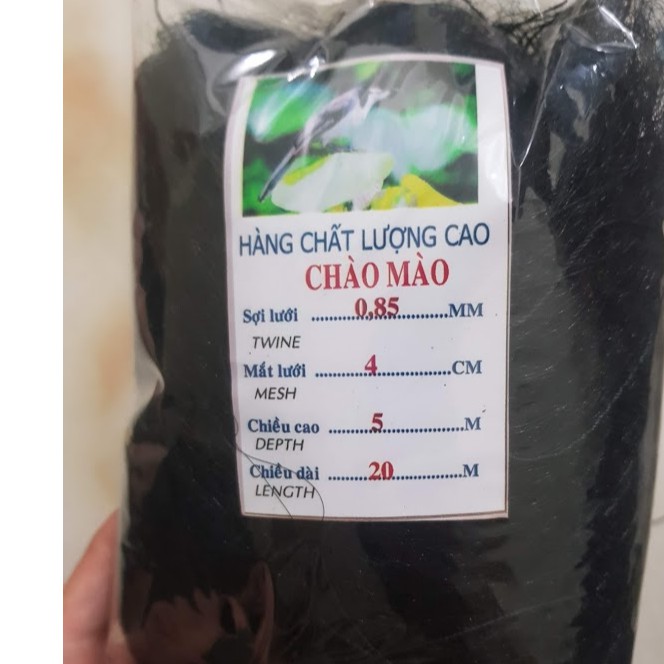 HÀNG CHẤT LƯỢNG CAO
CHÀO MÀO
Sợi lưới ..............0,85................MM
TWINE
Mắt lưới ................4.....................CM
MESH
Chiều cao ..............5......................M
DEPTH
Chiều dài ..............20....................M
LENGTH